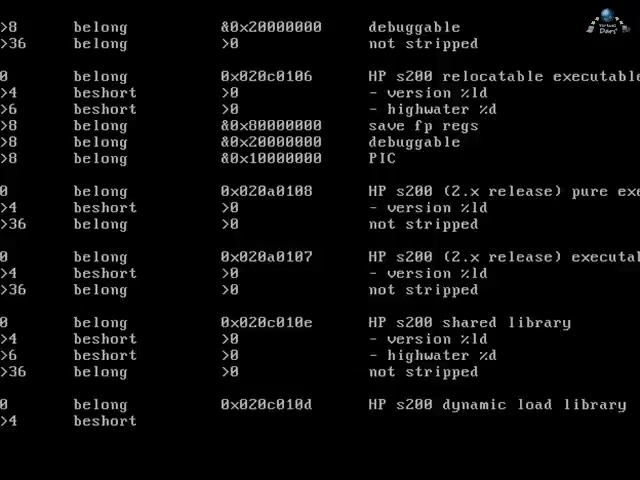 >8 belong &0x20000000 debuggable
>36 belong >0 not stripped
0 belong 0x020c0106 HP s200 relocatable executable
>4 beshort >0 - version %ld
>6 beshort >0 - highwater %d
>8 belong &0x80000000 save fp regs
>8 belong &0x20000000 debuggable
>8 belong &0x10000000 PIC
0 belong 0x020a0108 HP s200 (2.x release) pure exe
>4 beshort >0 - version %ld
>36 belong >0 not stripped
0 belong 0x020a0107 HP s200 (2.x release) executa
>4 beshort >0 - version %ld
>36 belong >0 not stripped
0 belong 0x020c010e HP s200 shared library
>4 beshort >0 - version %ld
>6 beshort >0 - highwater %d
>36 belong >0 not stripped
0 belong 0x020c010d HP s200 dynamic load library
>4 beshort
Virtual
Dars